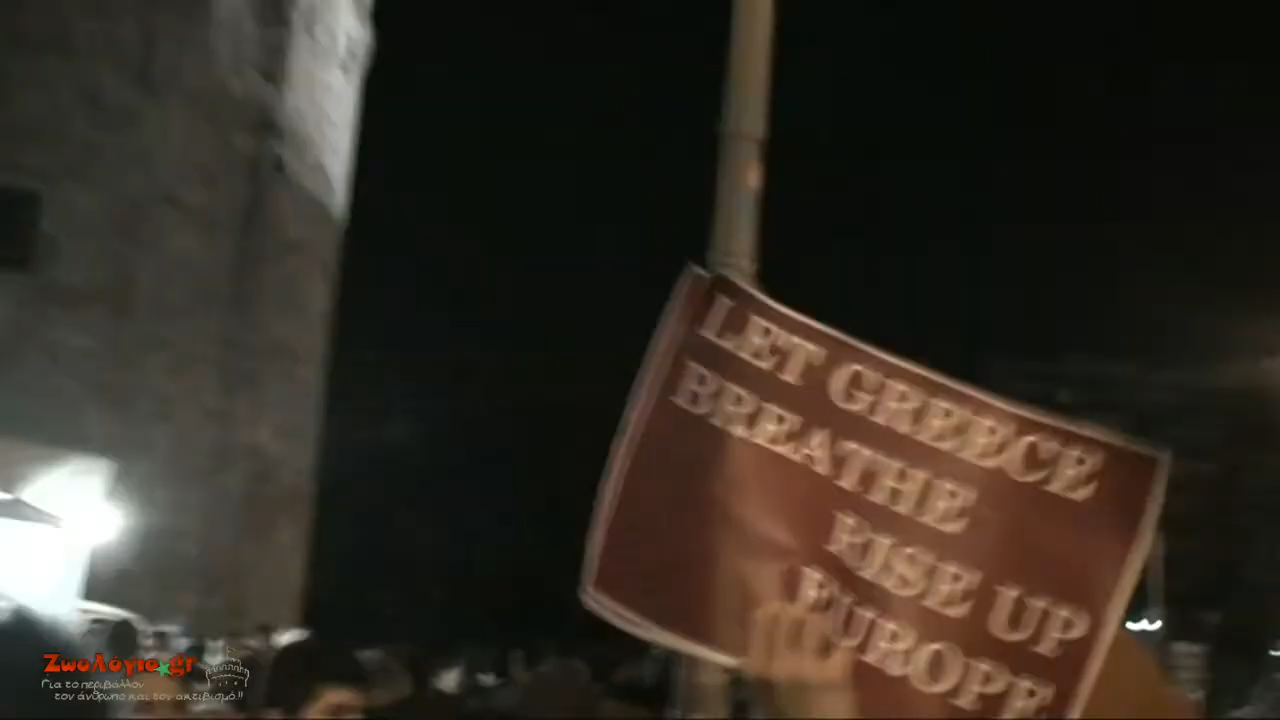 LET GREECE
BREATHE
RISE UP
EUROPE
Ζωολόγιο.gr
Για το περιβάλλον
τον άνθρωπο και τον ακτιβισμό!!